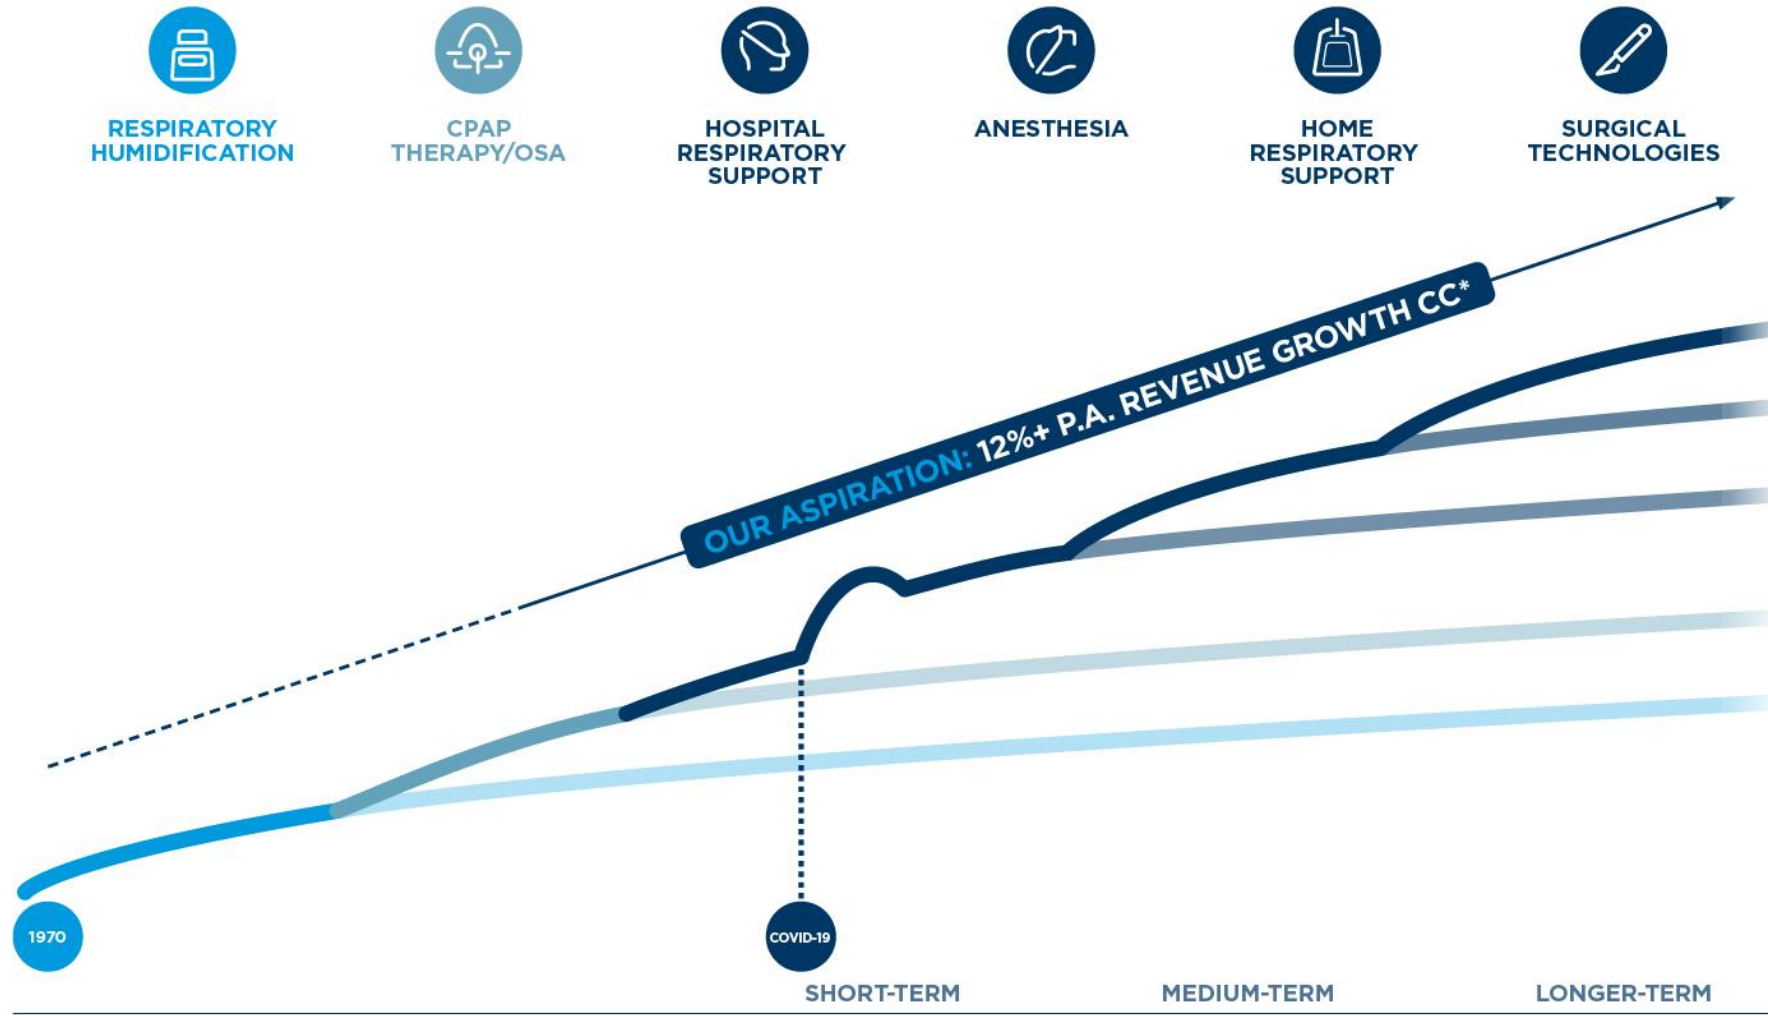 RESPIRATORY
HUMIDIFICATION
CPAP
THERAPY/OSA
HOSPITAL
RESPIRATORY
SUPPORT
ANESTHESIA
HOME
RESPIRATORY
SUPPORT
SURGICAL
TECHNOLOGIES
OUR ASPIRATION: 12%+ P.A. REVENUE GROWTH CC*
1970
COVID-19
SHORT-TERM
MEDIUM-TERM
LONGER-TERM